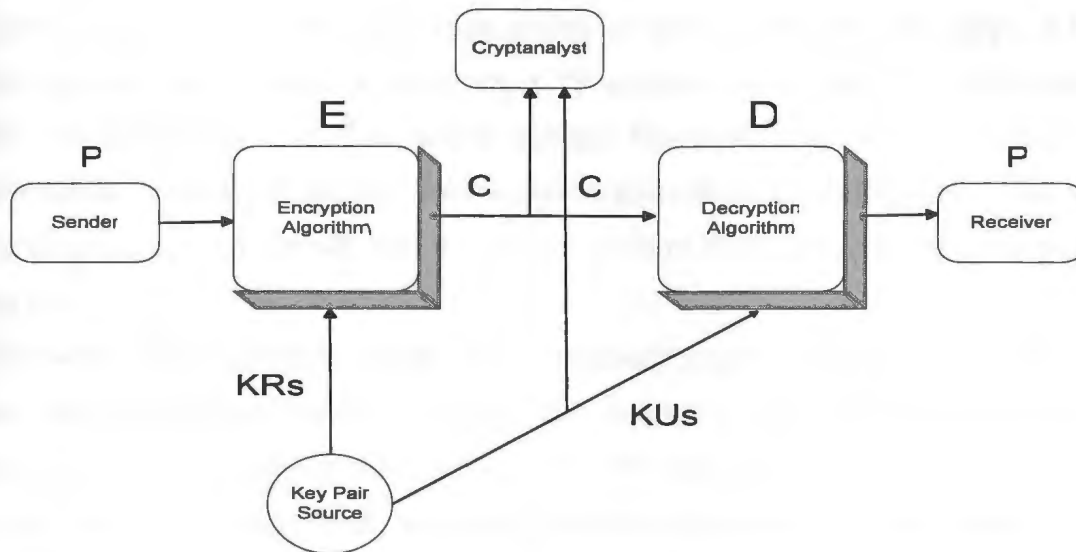 Cryptanalyst
E
D
P
P
C
C
Sender
Encryption
Algorithm
Decryption
Algorithm
Receiver
KRs
KUs
Key Pair
Source